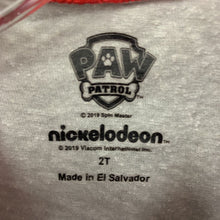 PAW
PATROL
© 2019 Spin Master
nickelodeon
© 2019 Viacom International Inc.
2T
Made in El Salvador